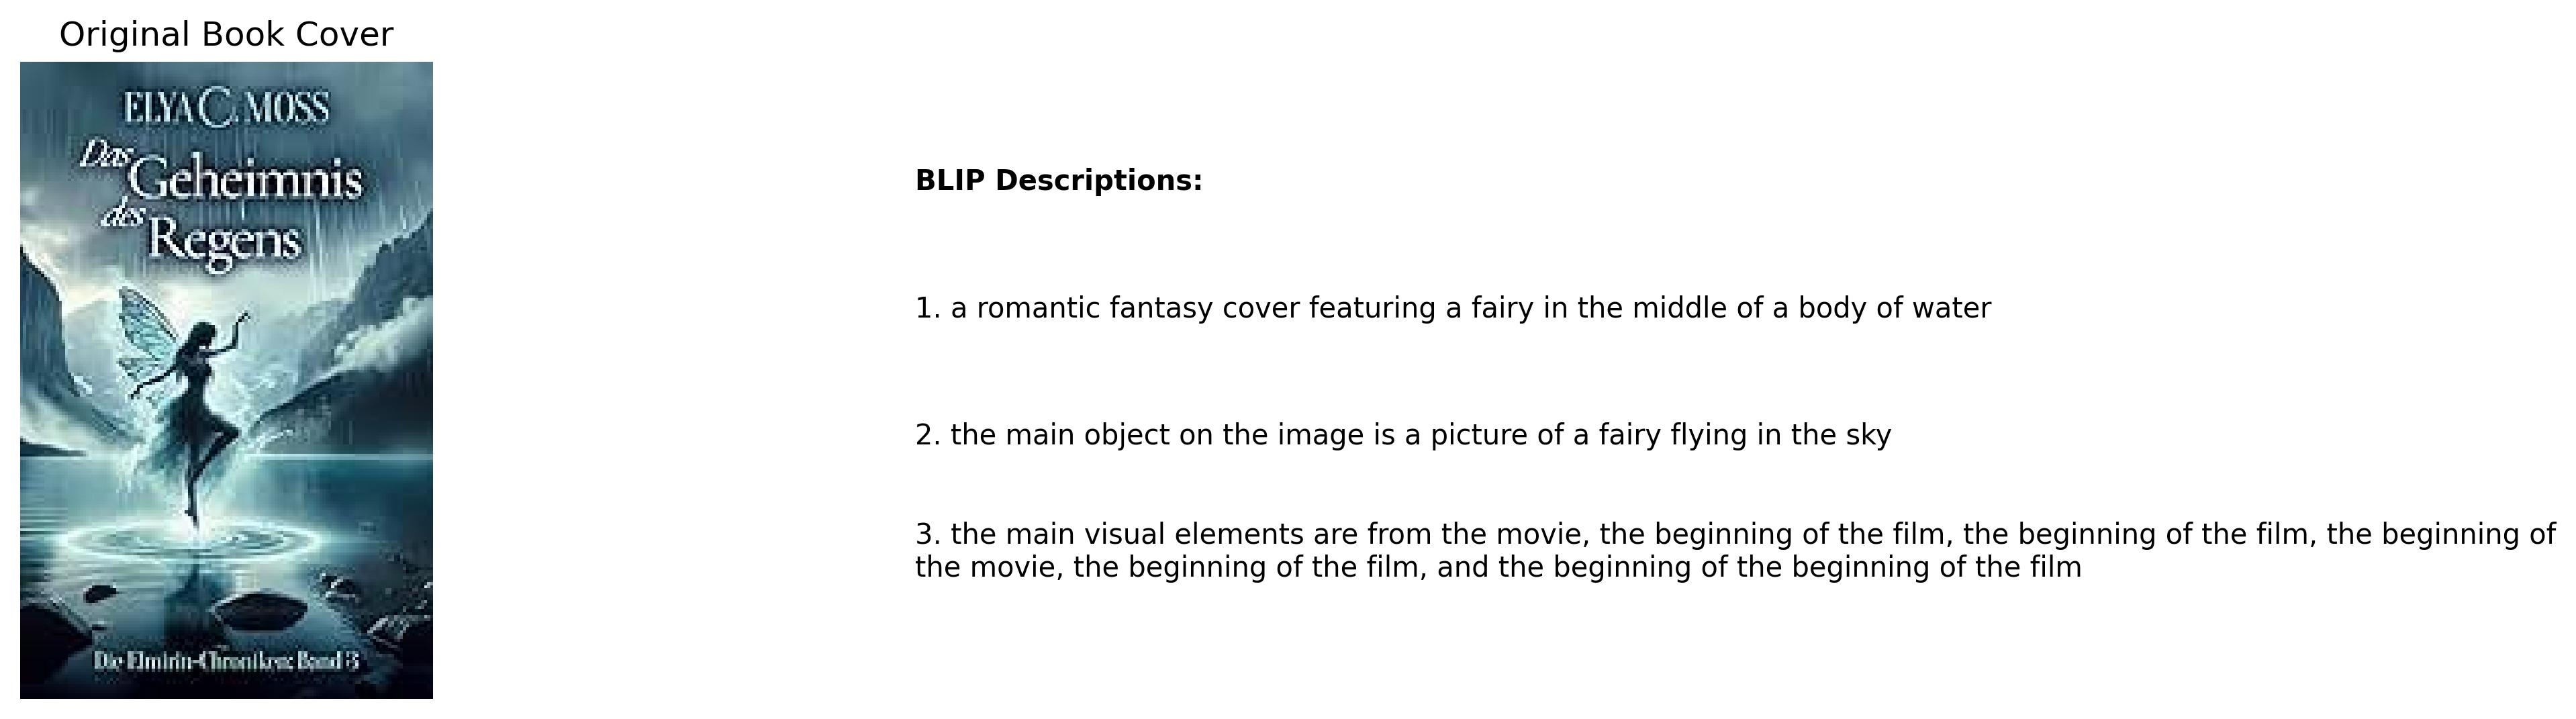 Original Book Cover
ELYA C. MOSS
Das
Geheimnis
des
Regens
Die Elmirin-Chroniken: Band 3
BLIP Descriptions:
1. a romantic fantasy cover featuring a fairy in the middle of a body of water
2. the main object on the image is a picture of a fairy flying in the sky
3. the main visual elements are from the movie, the beginning of the film, the beginning of the film, the beginning of
the movie, the beginning of the film, and the beginning of the beginning of the film